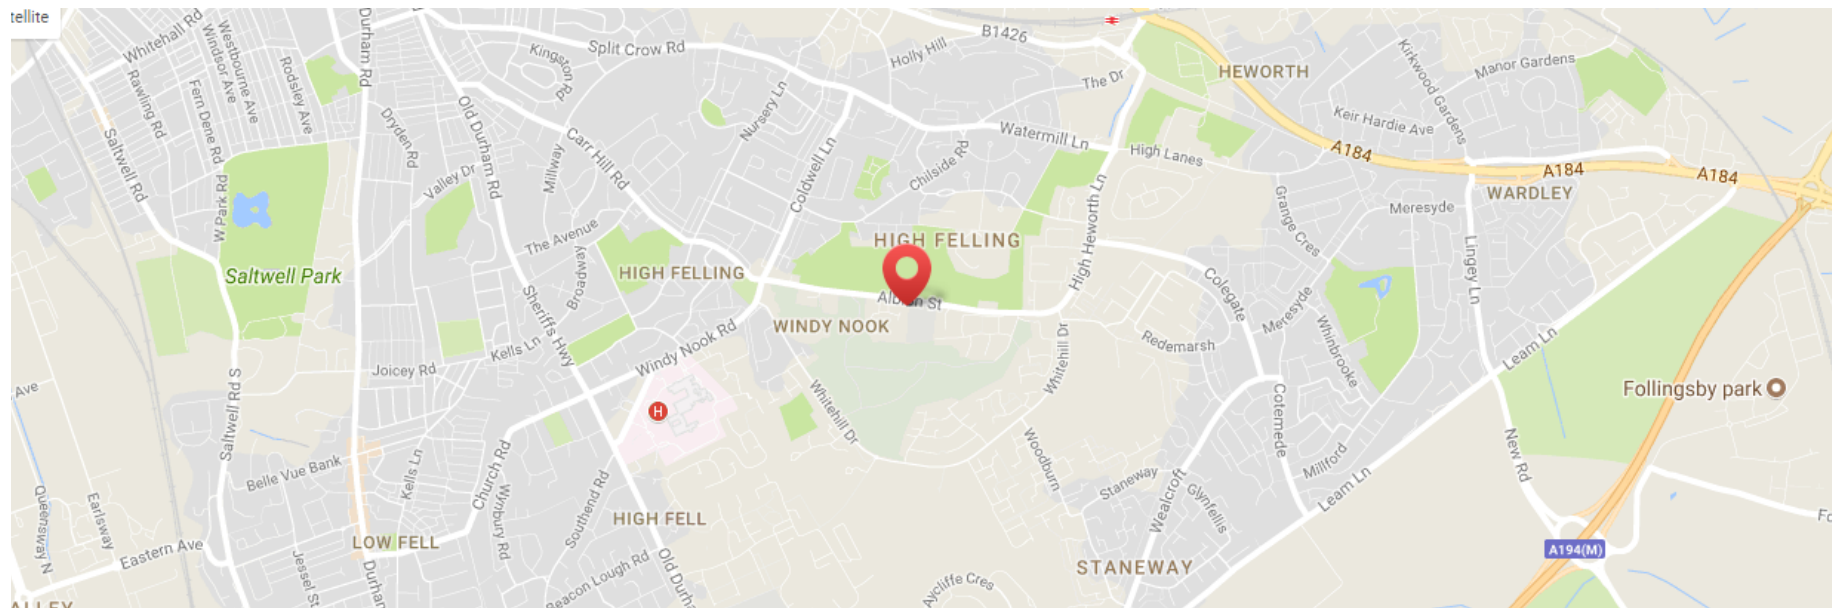 tellite
Whitehall Rd
Westbourne Ave
Windsor Ave
Rodsley Ave
Rawling Rd
Fern Dene Rd
Saltwell Rd
W Park Rd
Saltwell Park
Saltwell Rd S
Durham Rd
Dryden Rd
Valley Dr
Old Durham Rd
Kingston Rd
Split Crow Rd
Millway
Carr Hill Rd
The Avenue
Broadway
Sheriffs Hwy
Nursery Ln
Coldwell Ln
Holly Hill
B1426
The Dr
Watermill Ln
Chilside Rd
High Lanes
HEWORTH
Kirkwood Gardens
Manor Gardens
Keir Hardie Ave
A184
A184
A184
WARDLEY
Meresyde
Grange Cres
Lingey Ln
HIGH FELLING
HIGH FELLING
High Heworth Ln
Albion St
WINDY NOOK
Windy Nook Rd
Colegate
Meresyde
Whinbrooke
Redemarsh
Whitehill Dr
Whitehill Dr
Leam Ln
Follingsby park
Joicey Rd
Kells Ln
Ave
H
Cotemede
Church Rd
Belle Vue Bank
Kells Ln
Wynbury Rd
Southend Rd
Woodburn
Staneway
Wealcroft
Glynfellis
Millford
Leam Ln
New Rd
Queensway N
Earlsway
Eastern Ave
LOW FELL
HIGH FELL
Jessel St
Durham
Beacon Lough Rd
Old Durha
Aycliffe Cres
STANEWAY
A194(M)
Fo
ALLEY